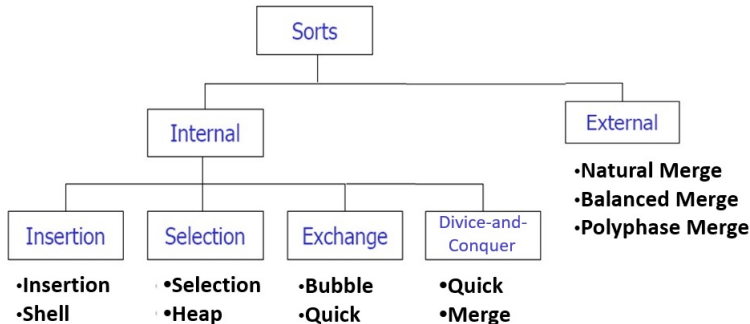 Sorts
Internal
External
•Natural Merge
•Balanced Merge
•Polyphase Merge
Insertion
Selection
Exchange
Divice-and-
Conquer
•Insertion
•Shell
•Selection
•Heap
•Bubble
•Quick
•Quick
•Merge